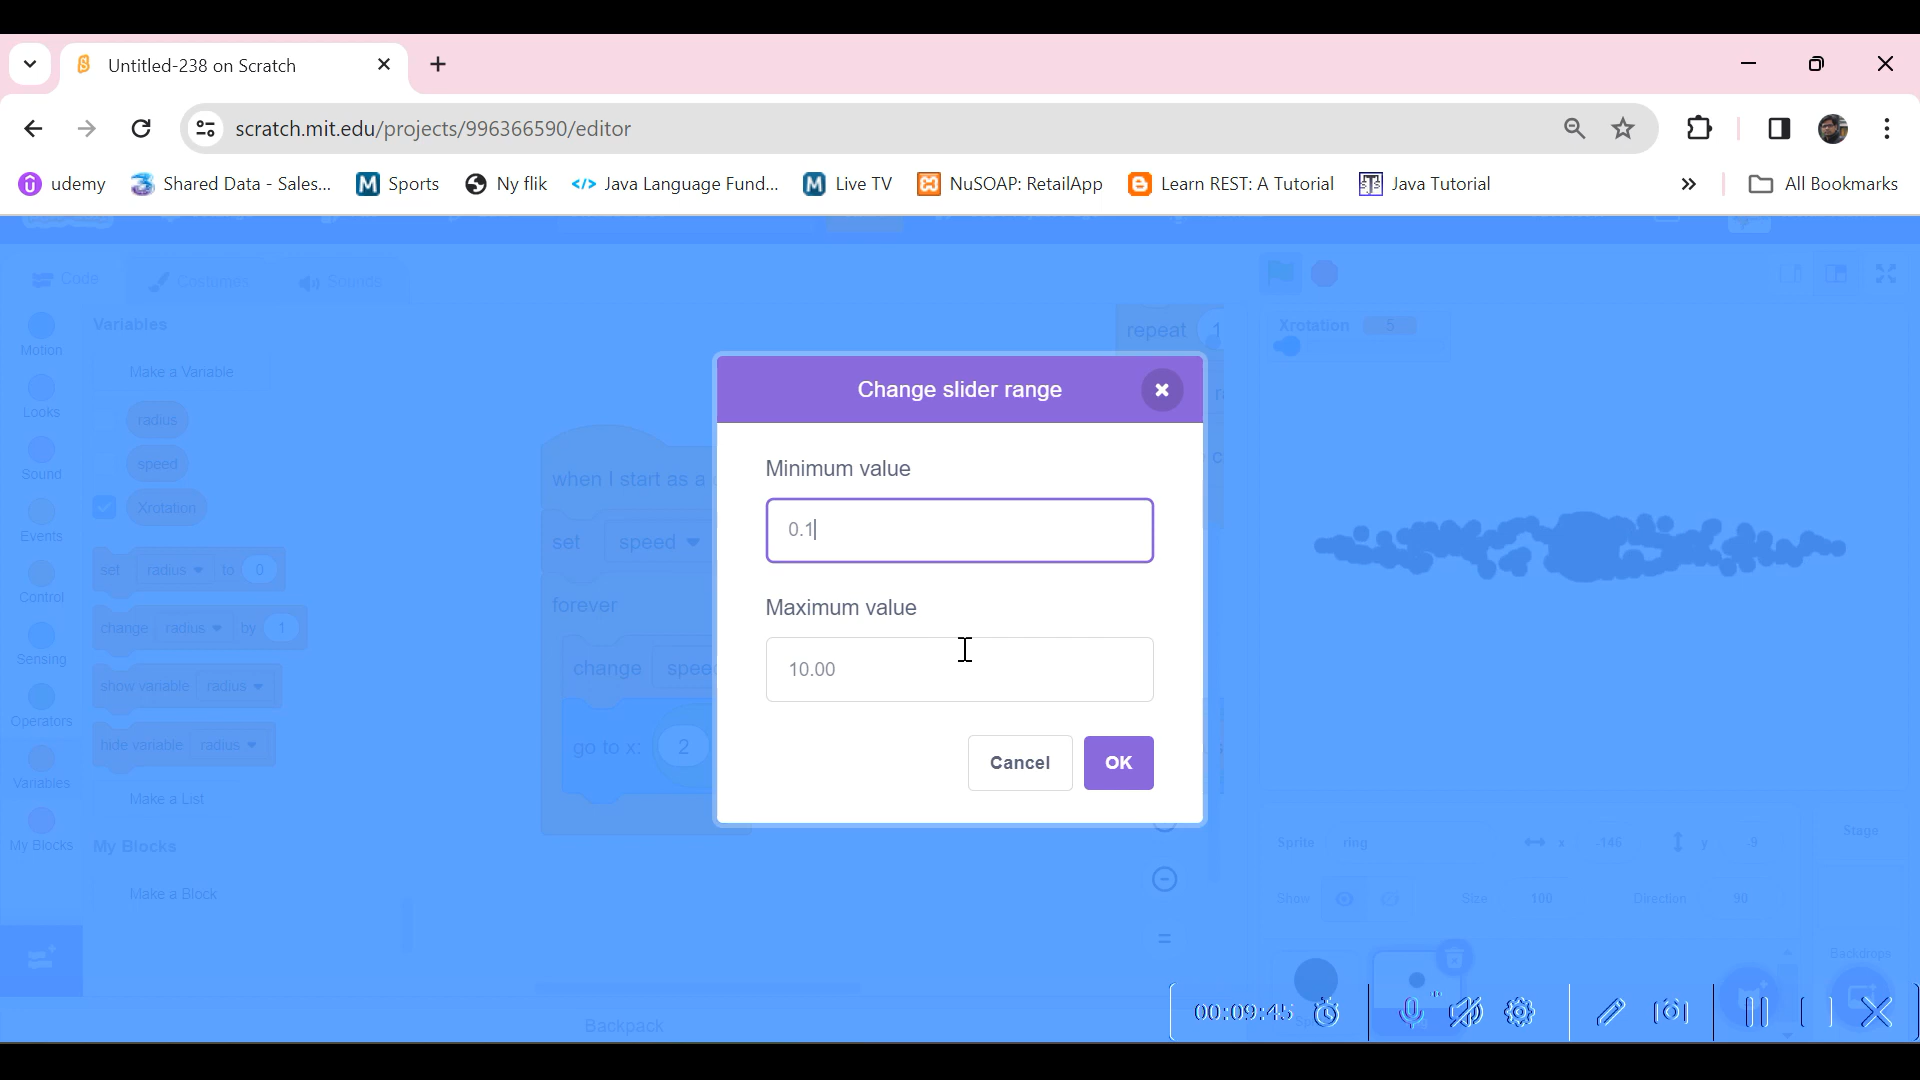 Untitled-238 on Scratch
scratch.mit.edu/projects/996366590/editor
udemy
Shared Data - Sales...
Sports
Ny flik
Java Language Fund...
Live TV
NuSOAP: RetailApp
Learn REST: A Tutorial
Java Tutorial
All Bookmarks
Code
Costumes
Sounds
Motion
Looks
Sound
Events
Control
Sensing
Operators
Variables
My Blocks
Variables
Make a Variable
radius
speed
Xrotation
set radius to 0
change radius by 1
show variable radius
hide variable radius
Make a List
My Blocks
Make a Block
when I start as a
set speed
forever
change
go to x: 2
repeat 1
Backpack
Change slider range
Minimum value
0.1
Maximum value
10.00
Cancel
OK
Xrotation 5
Sprite ring x -146 y -9
Show Size 100 Direction 90
Stage
Backdrops
00:09:45